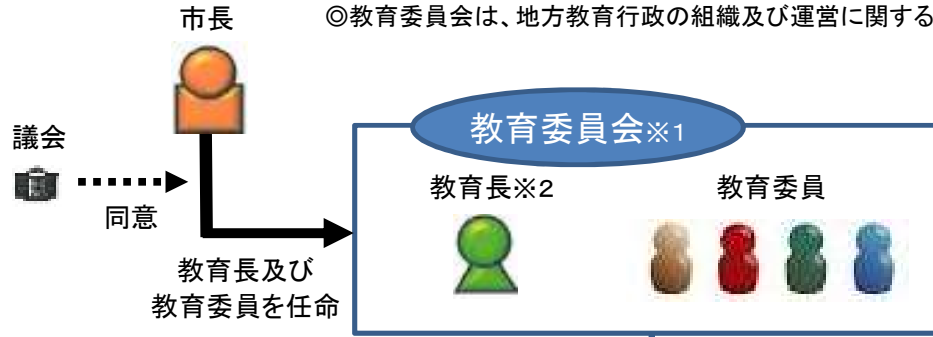 ◎教育委員会は、地方教育行政の組織及び運営に関する
市長
議会
同意
教育長及び
教育委員を任命
教育委員会※1
教育長※2
教育委員